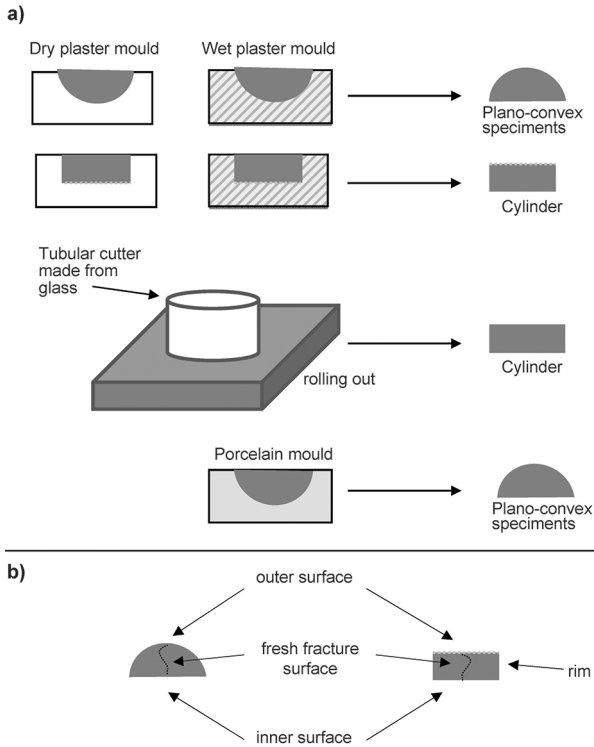 a)
Dry plaster mould
Wet plaster mould
Plano-convex
speciments
Cylinder
Tubular cutter
made from
glass
rolling out
Cylinder
Porcelain mould
Plano-convex
speciments
b)
outer surface
fresh fracture
surface
rim
inner surface